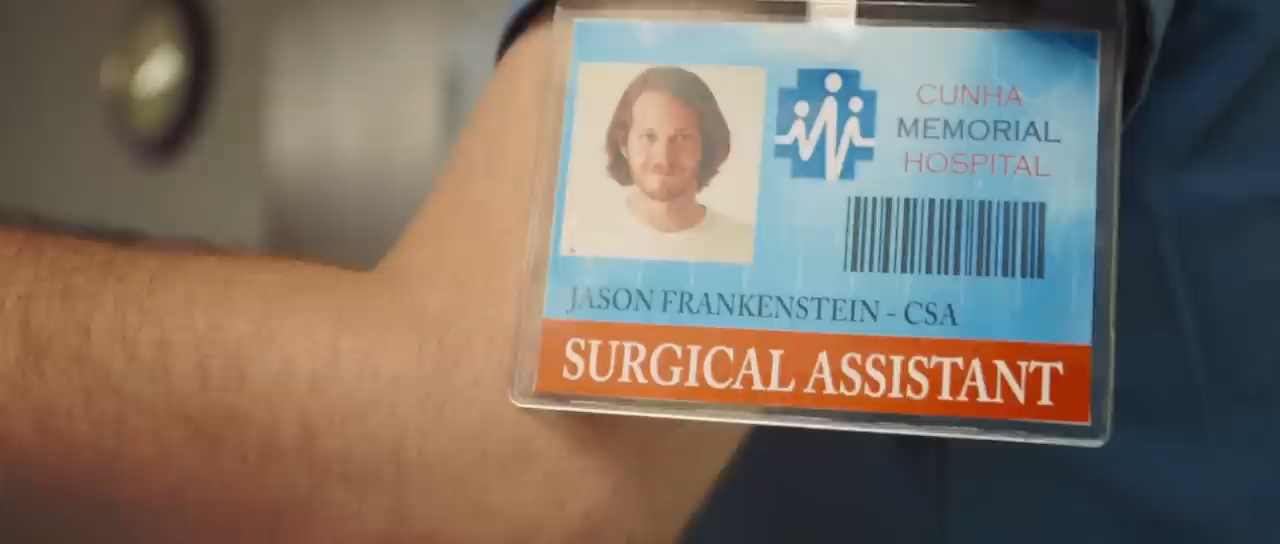 CUNHA
MEMORIAL
HOSPITAL
JASON FRANKENSTEIN - CSA
SURGICAL ASSISTANT